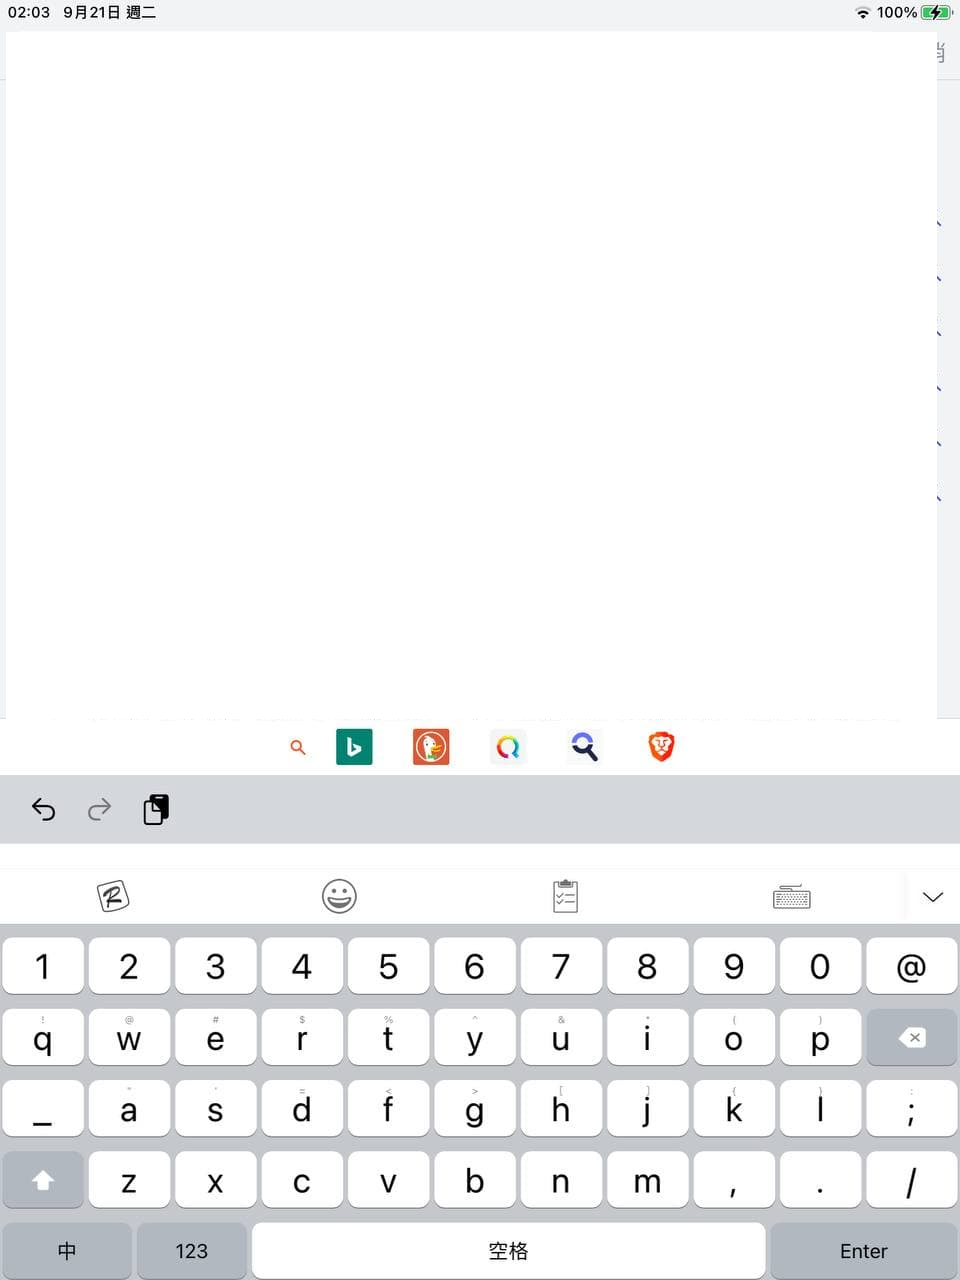 02:03 9月21日 週二 100%
1 2 3 4 5 6 7 8 9 0 @
! @ # $ % ^ & * ( )
q w e r t y u i o p
" ' = < > [ ] { } :
_ a s d f g h j k l ;
z x c v b n m , . /
中 123 空格 Enter